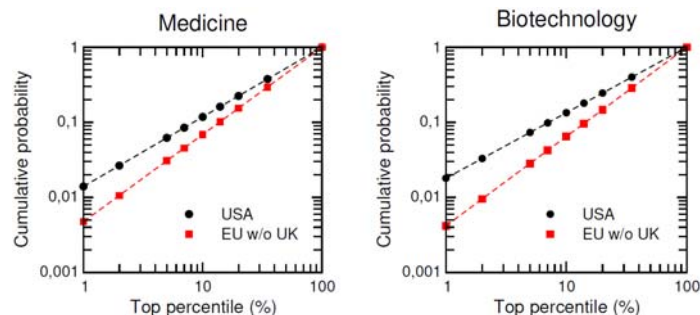 Medicine
Cumulative probability
1
0,1
0,01
0,001
USA
EU w/o UK
1
10
100
Top percentile (%)
Biotechnology
Cumulative probability
1
0,1
0,01
0,001
USA
EU w/o UK
1
10
100
Top percentile (%)